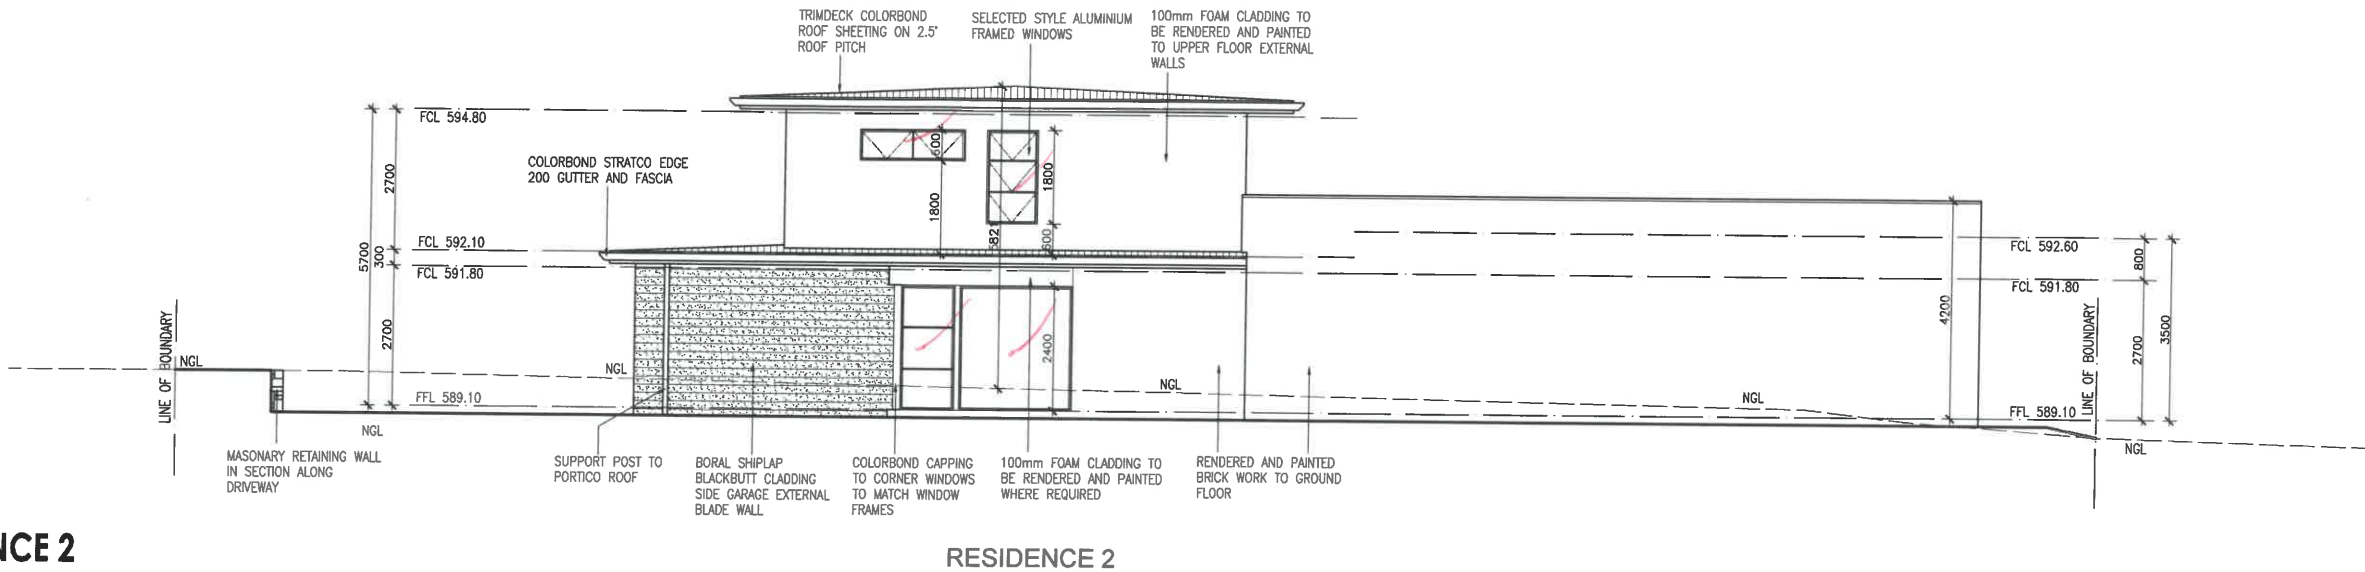 TRIMDECK COLORBOND
ROOF SHEETING ON 2.5°
ROOF PITCH
SELECTED STYLE ALUMINIUM
FRAMED WINDOWS
100mm FOAM CLADDING TO
BE RENDERED AND PAINTED
TO UPPER FLOOR EXTERNAL
WALLS
FCL 594.80
COLORBOND STRATCO EDGE
200 GUTTER AND FASCIA
2700
5700
300
2700
FCL 592.10
FCL 591.80
FFL 589.10
600
1800
1800
600
2400
4200
FCL 592.60
FCL 591.80
FFL 589.10
800
2700
3500
LINE OF BOUNDARY
NGL
NGL
NGL
NGL
NGL
NGL
LINE OF BOUNDARY
MASONARY RETAINING WALL
IN SECTION ALONG
DRIVEWAY
SUPPORT POST TO
PORTICO ROOF
BORAL SHIPLAP
BLACKBUTT CLADDING
SIDE GARAGE EXTERNAL
BLADE WALL
COLORBOND CAPPING
TO CORNER WINDOWS
TO MATCH WINDOW
FRAMES
100mm FOAM CLADDING TO
BE RENDERED AND PAINTED
WHERE REQUIRED
RENDERED AND PAINTED
BRICK WORK TO GROUND
FLOOR
NCE 2
RESIDENCE 2